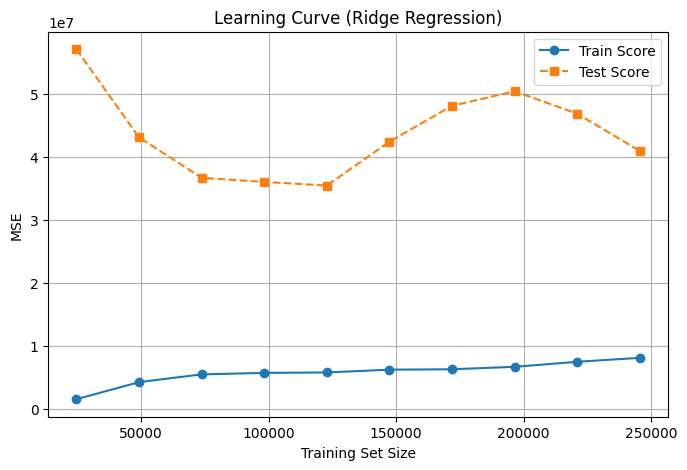 Learning Curve (Ridge Regression)
1e7
Train Score
Test Score
5
4
3
2
1
0
MSE
50000 100000 150000 200000 250000
Training Set Size